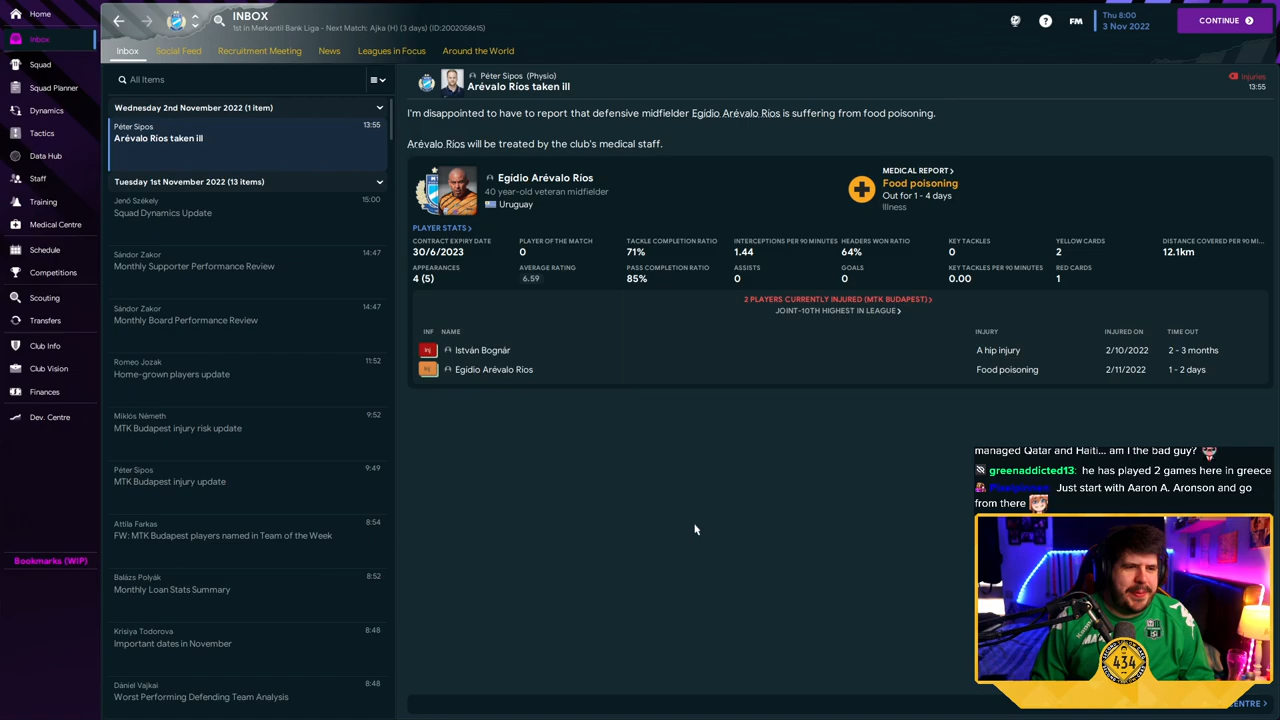 Home
Inbox
Squad
Squad Planner
Dynamics
Tactics
Data Hub
Staff
Training
Medical Centre
Schedule
Competitions
Scouting
Transfers
Club Info
Club Vision
Finances
Dev. Centre
Bookmarks (WIP)
INBOX
1st in Merkantil Bank Liga - Next Match: Ajka (H) (3 days) (ID:2002058615)
FM
Thu 8:00
3 Nov 2022
CONTINUE
Inbox Social Feed Recruitment Meeting News Leagues in Focus Around the World
All Items
Wednesday 2nd November 2022 (1 item)
Péter Sipos 13:55
Arévalo Ríos taken ill
Tuesday 1st November 2022 (13 items)
Jenő Székely 15:00
Squad Dynamics Update
Sándor Zakor 14:47
Monthly Supporter Performance Review
Sándor Zakor 14:47
Monthly Board Performance Review
Romeo Jozak 11:52
Home-grown players update
Miklós Németh 9:52
MTK Budapest injury risk update
Péter Sipos 9:49
MTK Budapest injury update
Attila Farkas 8:54
FW: MTK Budapest players named in Team of the Week
Balázs Polyák 8:52
Monthly Loan Stats Summary
Krisiya Todorova 8:48
Important dates in November
Dániel Vajkai 8:48
Worst Performing Defending Team Analysis
Péter Sipos (Physio)
Arévalo Ríos taken ill
Injuries
13:55
I'm disappointed to have to report that defensive midfielder Egidio Arévalo Ríos is suffering from food poisoning.
Arévalo Ríos will be treated by the club's medical staff.
Egidio Arévalo Ríos
40 year-old veteran midfielder
Uruguay
MEDICAL REPORT
Food poisoning
Out for 1 - 4 days
Illness
PLAYER STATS
CONTRACT EXPIRY DATE PLAYER OF THE MATCH TACKLE COMPLETION RATIO INTERCEPTIONS PER 90 MINUTES HEADERS WON RATIO KEY TACKLES YELLOW CARDS DISTANCE COVERED PER 90 MI...
30/6/2023 0 71% 1.44 64% 0 2 12.1km
APPEARANCES AVERAGE RATING PASS COMPLETION RATIO ASSISTS GOALS KEY TACKLES PER 90 MINUTES RED CARDS
4 (5) 6.59 85% 0 0 0.00 1
2 PLAYERS CURRENTLY INJURED (MTK BUDAPEST)
JOINT-10TH HIGHEST IN LEAGUE
INF NAME INJURY INJURED ON TIME OUT
Inj István Bognár A hip injury 2/10/2022 2 - 3 months
Inj Egidio Arévalo Ríos Food poisoning 2/11/2022 1 - 2 days
managed Qatar and Haiti... am I the bad guy?
greenaddicted13: he has played 2 games here in greece
Just start with Aaron A. Aronson and go
from there
434
CENTRE